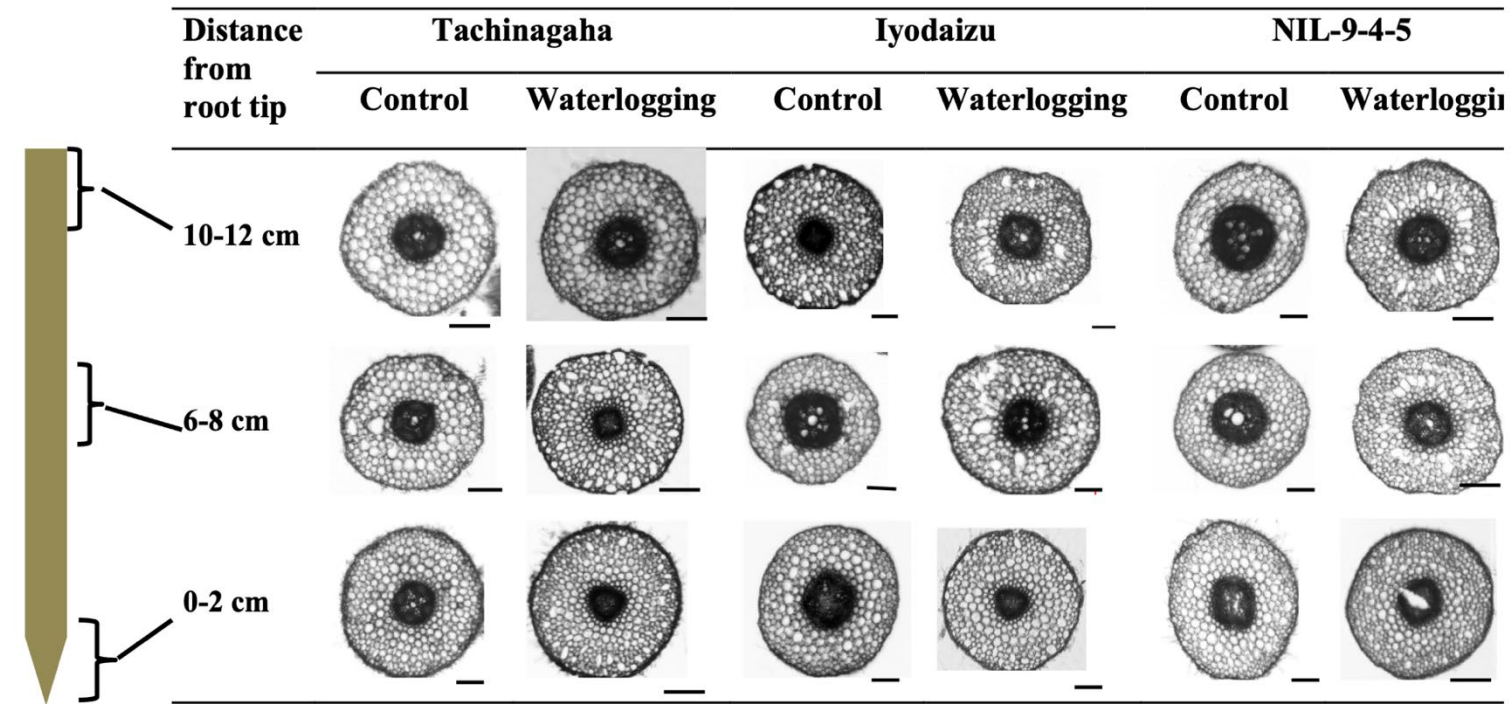 Distance from root tip
Tachinagaha
Iyodaizu
NIL-9-4-5
Control
Waterlogging
Control
Waterlogging
Control
Waterloggin
10-12 cm
6-8 cm
0-2 cm